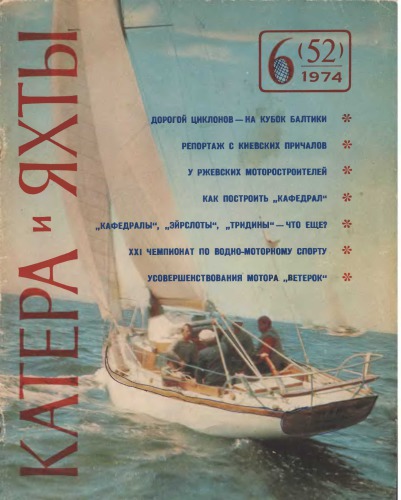 КАТЕРА и ЯХТЫ
6 (52)
1974
ДОРОГОЙ ЦИКЛОНОВ — НА КУБОК БАЛТИКИ *
РЕПОРТАЖ С КИЕВСКИХ ПРИЧАЛОВ *
У РЖЕВСКИХ МОТОРОСТРОИТЕЛЕЙ *
КАК ПОСТРОИТЬ „КАФЕДРАЛ" *
„КАФЕДРАЛЫ", „ЭЙРСЛОТЫ", „ТРИДИНЫ" — ЧТО ЕЩЕ? *
XXI ЧЕМПИОНАТ ПО ВОДНО-МОТОРНОМУ СПОРТУ *
УСОВЕРШЕНСТВОВАНИЯ МОТОРА „ВЕТЕРОК" *